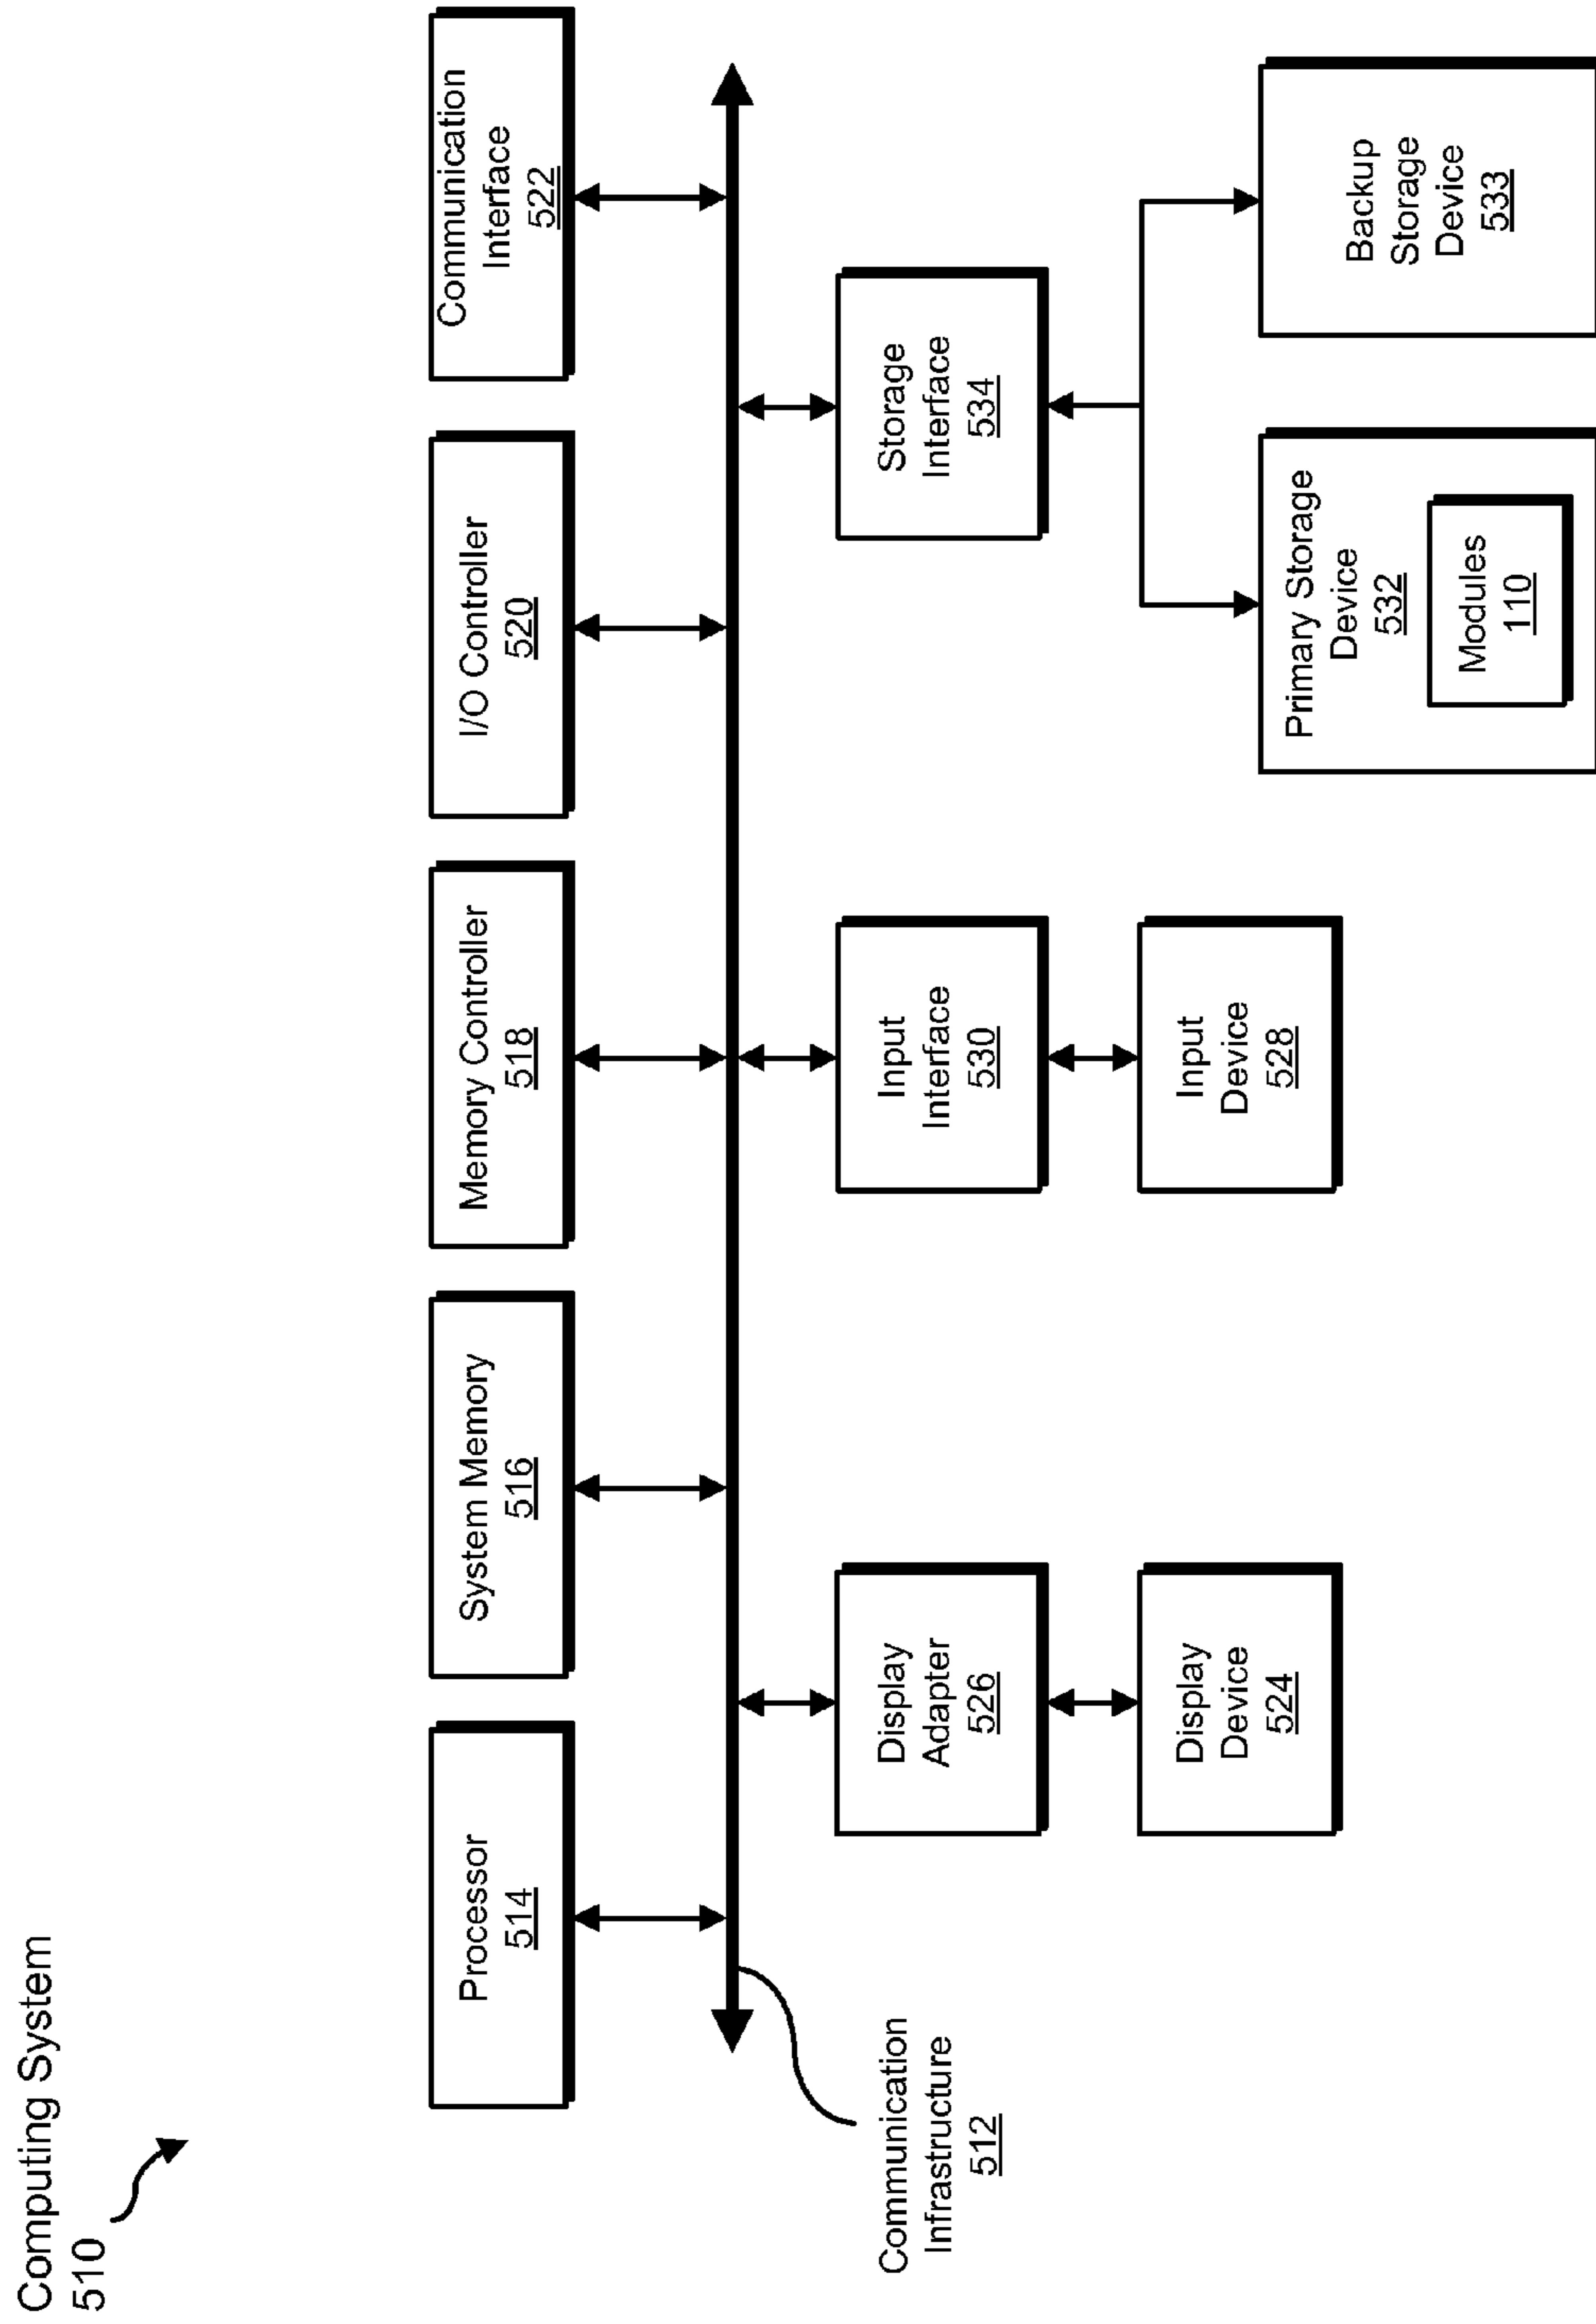 Computing System
510
Processor
514
System Memory
516
Memory Controller
518
I/O Controller
520
Communication
Interface
522
Communication
Infrastructure
512
Display
Adapter
526
Input
Interface
530
Storage
Interface
534
Display
Device
524
Input
Device
528
Primary Storage
Device
532
Modules
110
Backup
Storage
Device
533